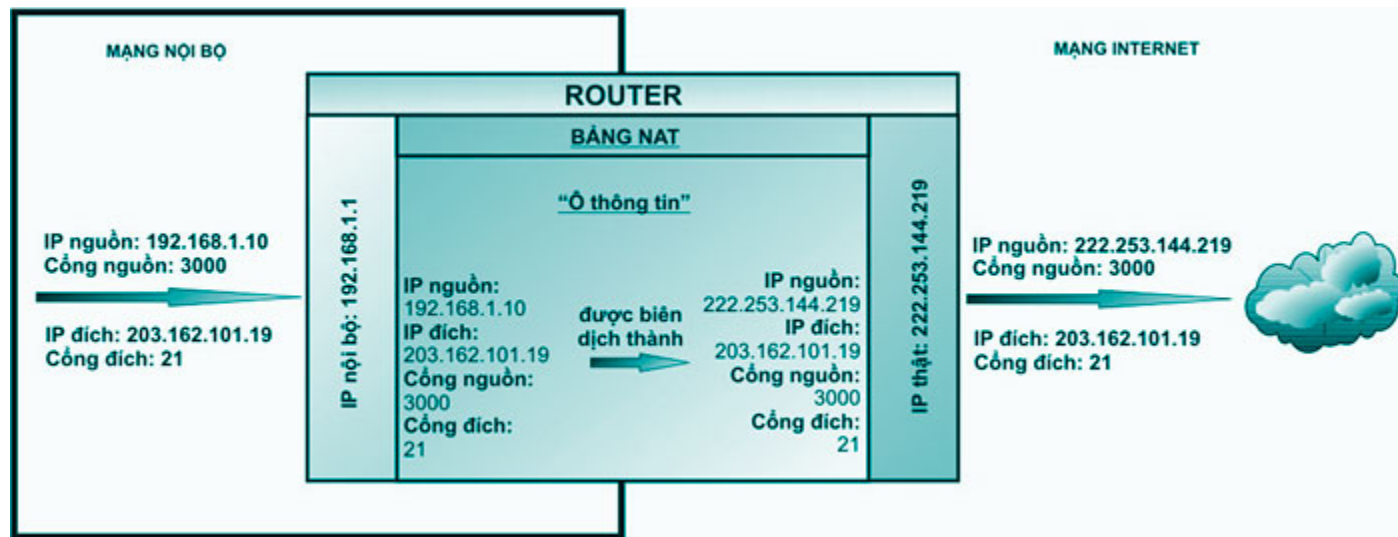 MẠNG NỘI BỘ
MẠNG INTERNET
ROUTER
BẢNG NAT
"Ô thông tin"
IP nguồn: 192.168.1.10
Cổng nguồn: 3000
IP đích: 203.162.101.19
Cổng đích: 21
IP nội bộ: 192.168.1.1
IP nguồn:
192.168.1.10
IP đích:
203.162.101.19
Cổng nguồn:
3000
Cổng đích:
21
được biên
dịch thành
IP nguồn:
222.253.144.219
IP đích:
203.162.101.19
Cổng nguồn:
3000
Cổng đích:
21
IP thật: 222.253.144.219
IP nguồn: 222.253.144.219
Cổng nguồn: 3000
IP đích: 203.162.101.19
Cổng đích: 21